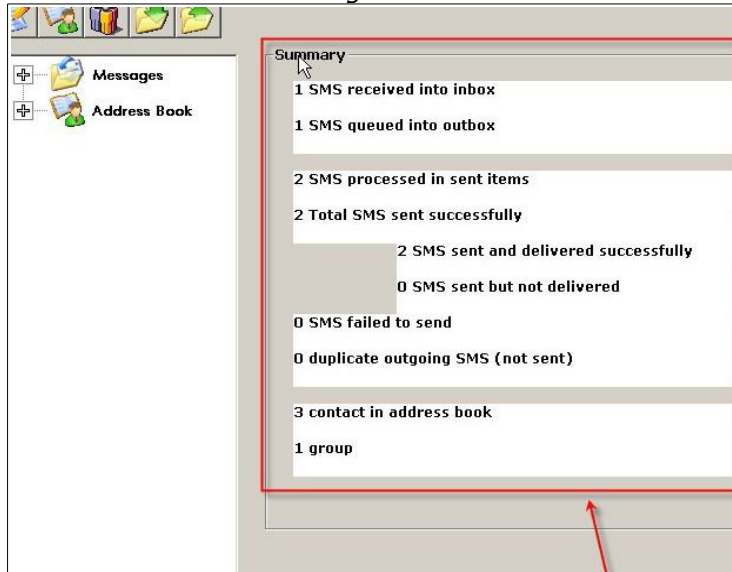 Messages
Address Book
Summary
1 SMS received into inbox
1 SMS queued into outbox
2 SMS processed in sent items
2 Total SMS sent successfully
2 SMS sent and delivered successfully
0 SMS sent but not delivered
0 SMS failed to send
0 duplicate outgoing SMS (not sent)
3 contact in address book
1 group